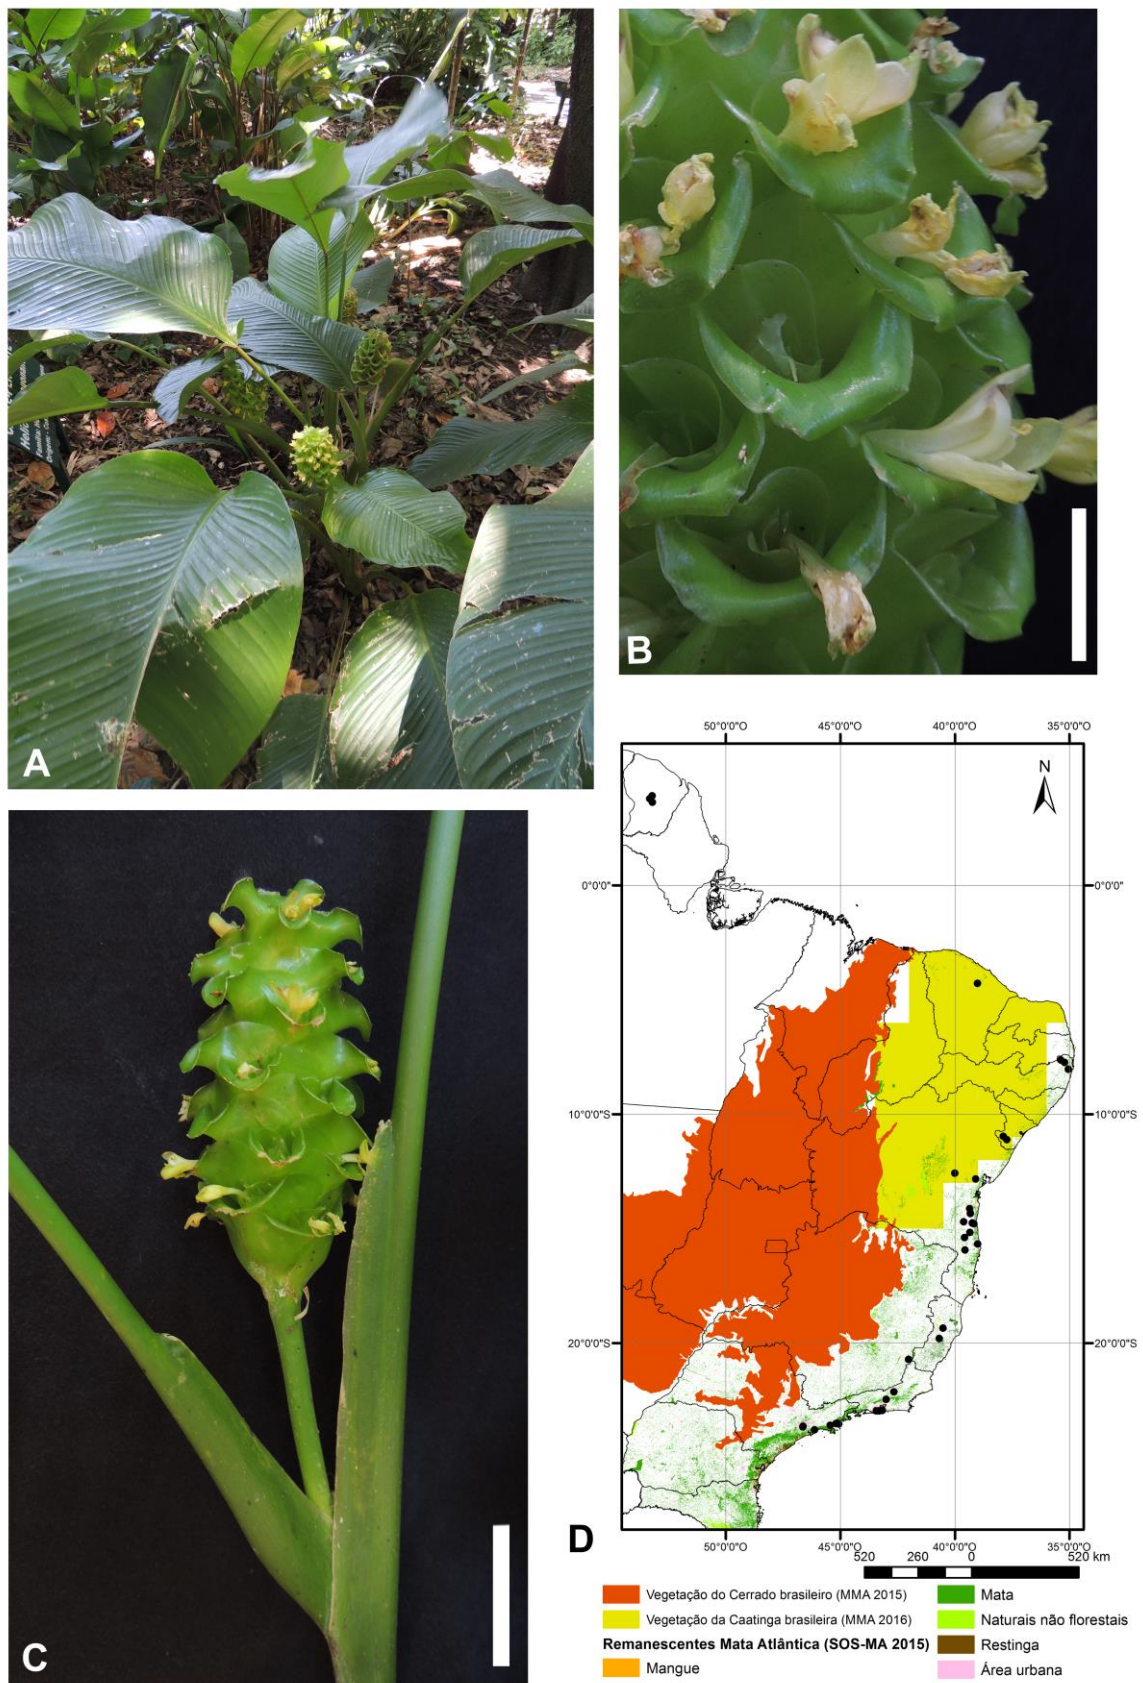 A
B
C
D
50°0'0"O 45°0'0"O 40°0'0"O 35°0'0"O
N
0°0'0" 0°0'0"
10°0'0"S 10°0'0"S
20°0'0"S 20°0'0"S
50°0'0"O 45°0'0"O 40°0'0"O 35°0'0"O
520 260 0 520 km
Vegetação do Cerrado brasileiro (MMA 2015)
Vegetação da Caatinga brasileira (MMA 2016)
Remanescentes Mata Atlântica (SOS-MA 2015)
Mangue
Mata
Naturais não florestais
Restinga
Área urbana